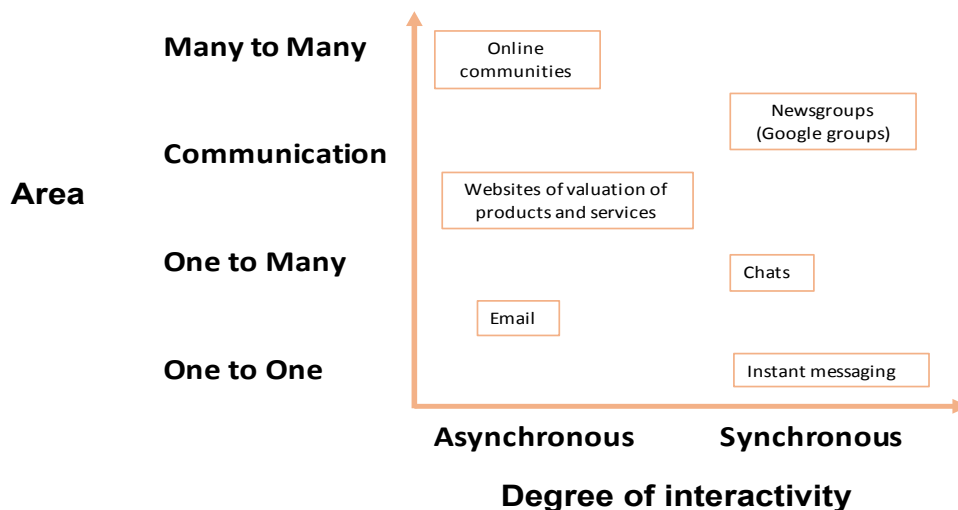 Many to Many
Online
communities
Newsgroups
(Google groups)
Communication
Area
Websites of valuation of
products and services
One to Many
Chats
Email
One to One
Instant messaging
Asynchronous
Synchronous
Degree of interactivity